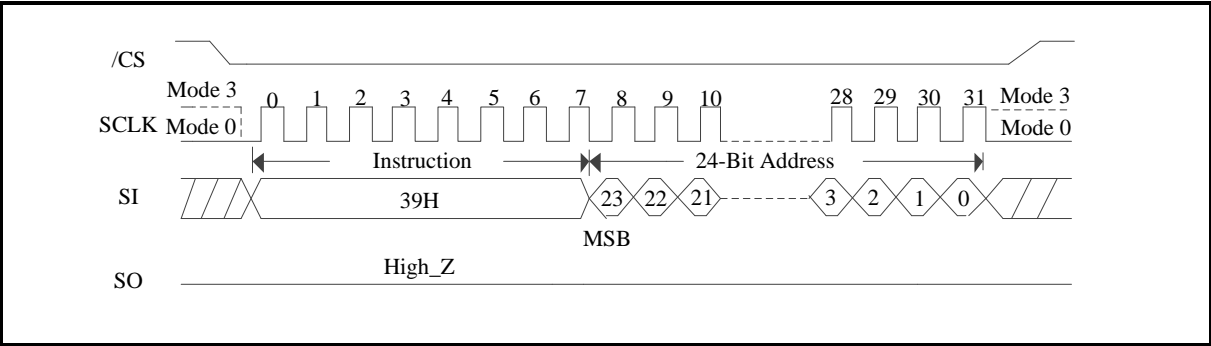 /CS
Mode 3 0 1 2 3 4 5 6 7 8 9 10 28 29 30 31 Mode 3
SCLK Mode 0 Mode 0
Instruction 24-Bit Address
SI 39H 23 22 21 3 2 1 0
MSB
High_Z
SO